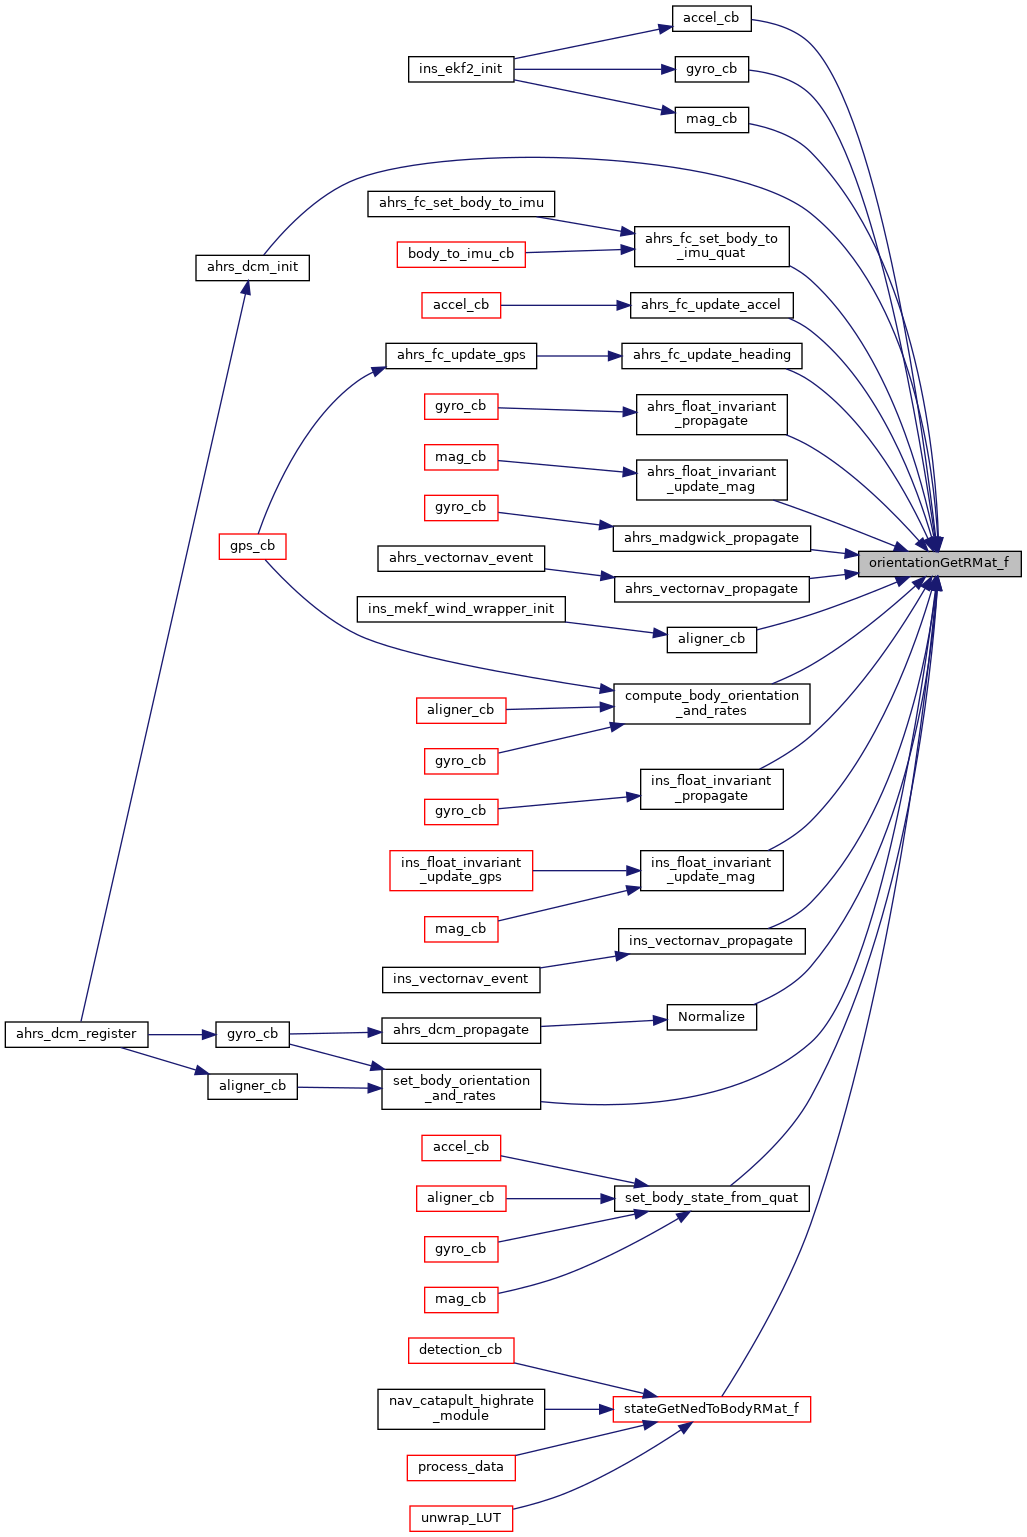 accel_cb
ins_ekf2_init
gyro_cb
mag_cb
ahrs_fc_set_body_to_imu
ahrs_fc_set_body_to
_imu_quat
body_to_imu_cb
ahrs_dcm_init
accel_cb
ahrs_fc_update_accel
ahrs_fc_update_gps
ahrs_fc_update_heading
gyro_cb
ahrs_float_invariant
_propagate
mag_cb
ahrs_float_invariant
_update_mag
gyro_cb
ahrs_madgwick_propagate
gps_cb
ahrs_vectornav_event
orientationGetRMat_f
ahrs_vectornav_propagate
ins_mekf_wind_wrapper_init
aligner_cb
compute_body_orientation
_and_rates
aligner_cb
gyro_cb
ins_float_invariant
_propagate
gyro_cb
ins_float_invariant
_update_gps
ins_float_invariant
_update_mag
mag_cb
ins_vectornav_propagate
ins_vectornav_event
Normalize
ahrs_dcm_register
gyro_cb
ahrs_dcm_propagate
aligner_cb
set_body_orientation
_and_rates
accel_cb
aligner_cb
set_body_state_from_quat
gyro_cb
mag_cb
detection_cb
nav_catapult_highrate
_module
stateGetNedToBodyRMat_f
process_data
unwrap_LUT